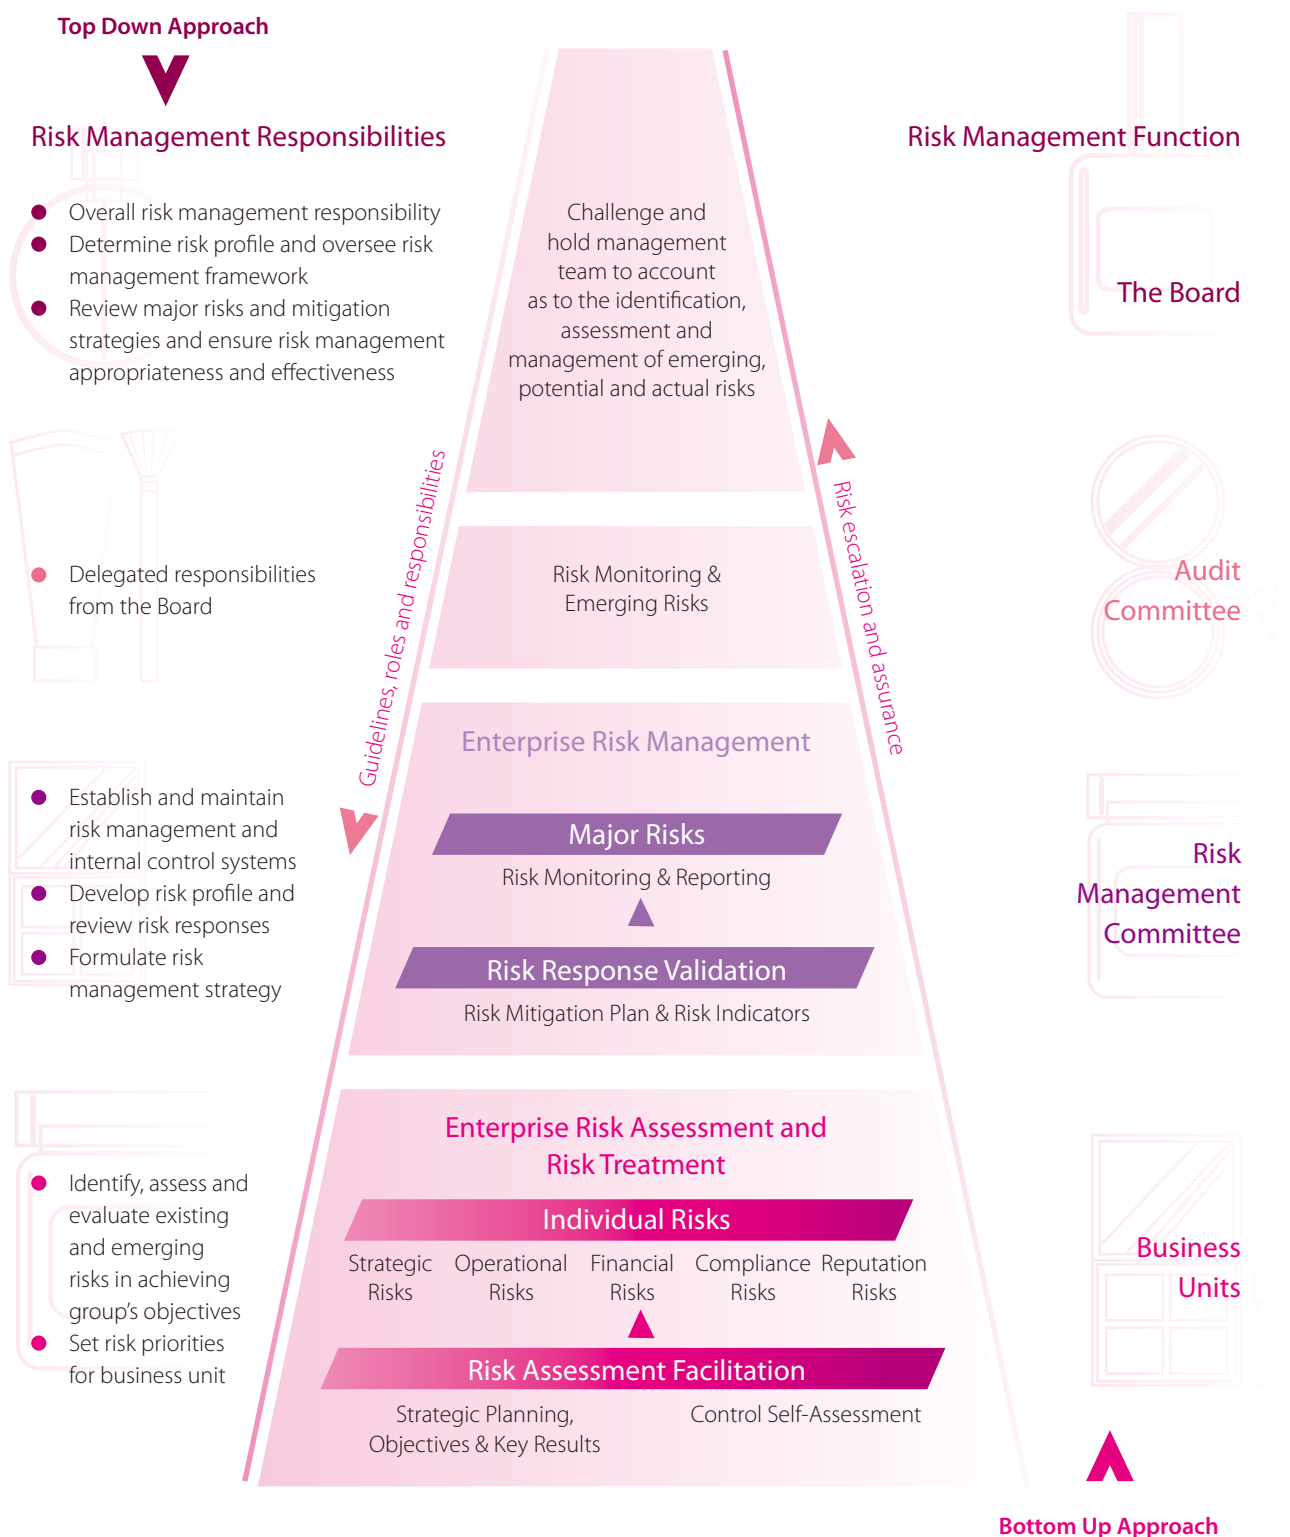 Top Down Approach
Risk Management Responsibilities
Risk Management Function
Overall risk management responsibility
Determine risk profile and oversee risk
management framework
Review major risks and mitigation
strategies and ensure risk management
appropriateness and effectiveness
Challenge and
hold management
team to account
as to the identification,
assessment and
management of emerging,
potential and actual risks
The Board
Guidelines, roles and responsibilities
Risk escalation and assurance
Delegated responsibilities
from the Board
Risk Monitoring &
Emerging Risks
Audit
Committee
Establish and maintain
risk management and
internal control systems
Develop risk profile and
review risk responses
Formulate risk
management strategy
Enterprise Risk Management
Major Risks
Risk Monitoring & Reporting
Risk Response Validation
Risk Mitigation Plan & Risk Indicators
Risk
Management
Committee
Identify, assess and
evaluate existing
and emerging
risks in achieving
group’s objectives
Set risk priorities
for business unit
Enterprise Risk Assessment and
Risk Treatment
Individual Risks
Strategic
Risks
Operational
Risks
Financial
Risks
Compliance
Risks
Reputation
Risks
Risk Assessment Facilitation
Strategic Planning,
Objectives & Key Results
Control Self-Assessment
Business
Units
Bottom Up Approach